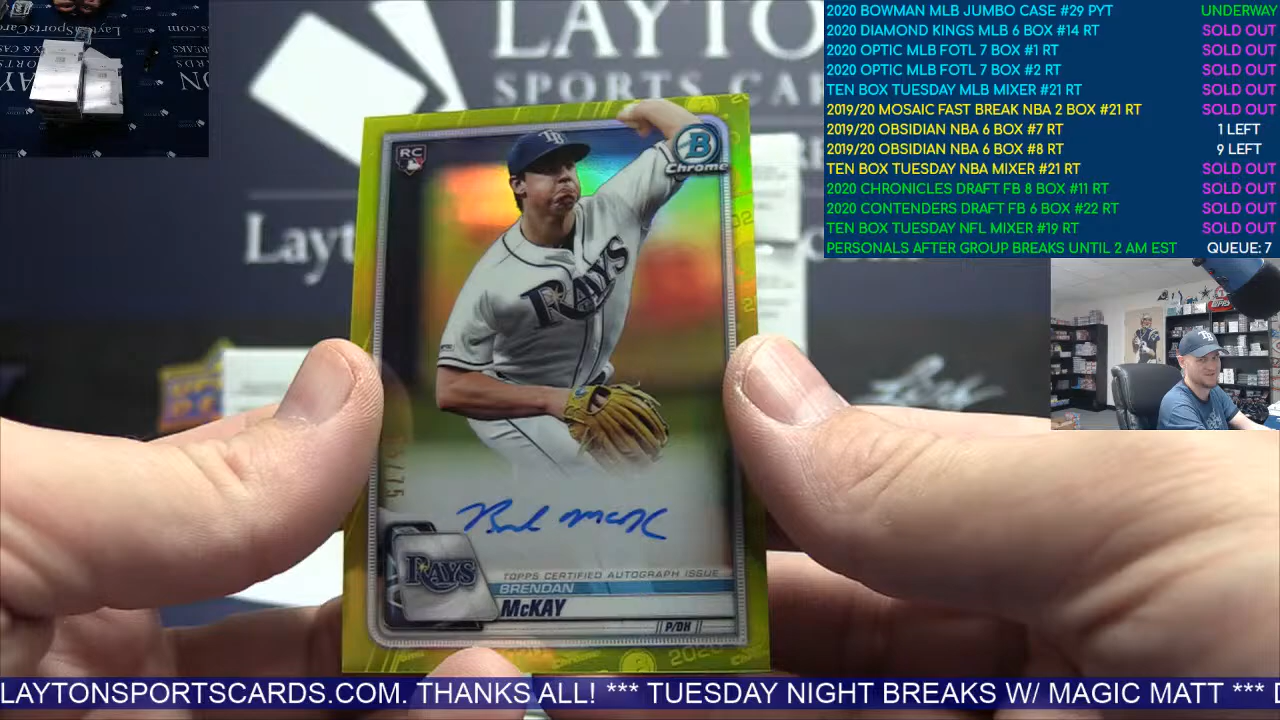 2020 BOWMAN MLB JUMBO CASE #29 PYT UNDERWAY
2020 DIAMOND KINGS MLB 6 BOX #14 RT SOLD OUT
2020 OPTIC MLB FOTL 7 BOX #1 RT SOLD OUT
2020 OPTIC MLB FOTL 7 BOX #2 RT SOLD OUT
TEN BOX TUESDAY MLB MIXER #21 RT SOLD OUT
2019/20 MOSAIC FAST BREAK NBA 2 BOX #21 RT SOLD OUT
2019/20 OBSIDIAN NBA 6 BOX #7 RT 1 LEFT
2019/20 OBSIDIAN NBA 6 BOX #8 RT 9 LEFT
TEN BOX TUESDAY NBA MIXER #21 RT SOLD OUT
2020 CHRONICLES DRAFT FB 8 BOX #11 RT SOLD OUT
2020 CONTENDERS DRAFT FB 6 BOX #22 RT SOLD OUT
TEN BOX TUESDAY NFL MIXER #19 RT SOLD OUT
PERSONALS AFTER GROUP BREAKS UNTIL 2 AM EST QUEUE: 7
LAYTO
SPORTS CARDS
Layt
RC
B
Chrome
TB
RAYS
/75
RAYS
TOPPS CERTIFIED AUTOGRAPH ISSUE
BRENDAN
McKAY
P/DH
LAYTONSPORTSCARDS.COM. THANKS ALL! *** TUESDAY NIGHT BREAKS W/ MAGIC MATT ***